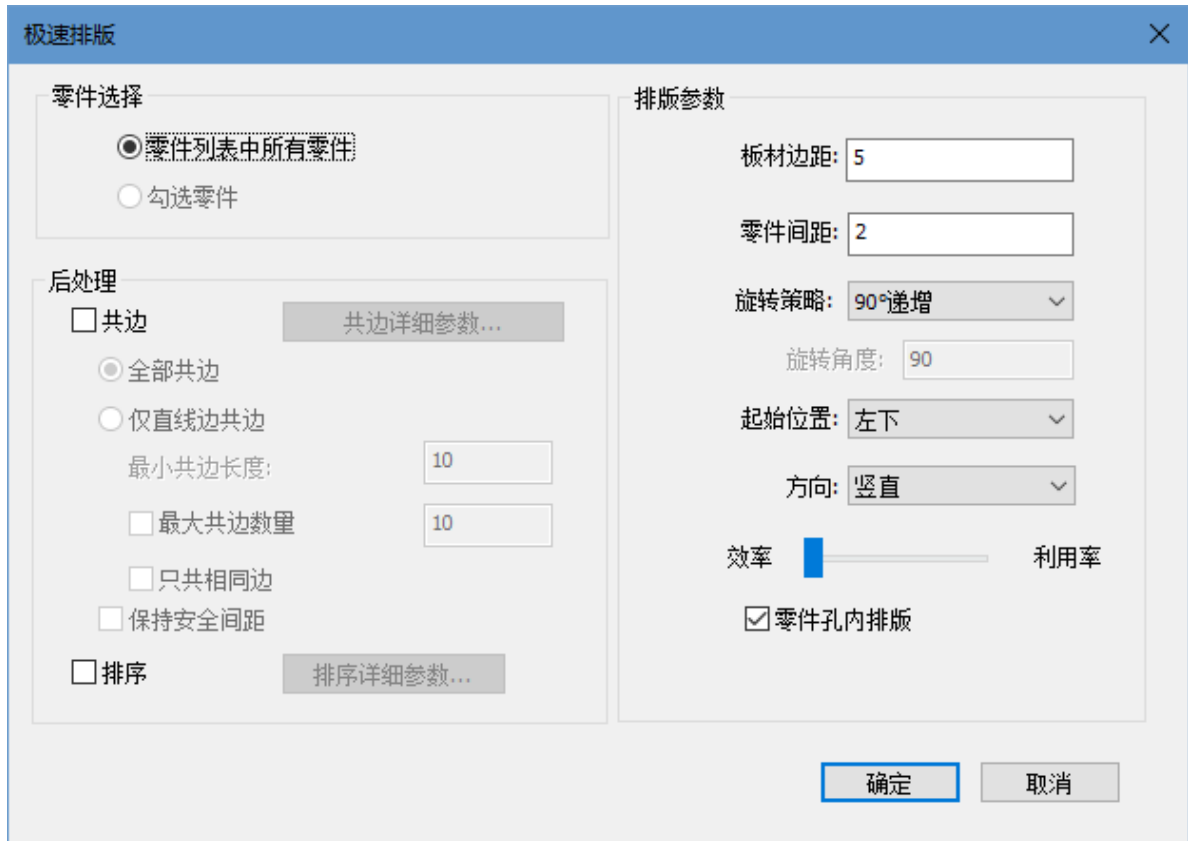 极速排版
零件选择
零件列表中所有零件
勾选零件
后处理
共边
共边详细参数...
全部共边
仅直线边共边
最小共边长度:
10
最大共边数量
10
只共相同边
保持安全间距
排序
排序详细参数...
排版参数
板材边距:
5
零件间距:
2
旋转策略:
90°递增
旋转角度:
90
起始位置:
左下
方向:
竖直
效率
利用率
零件孔内排版
确定
取消